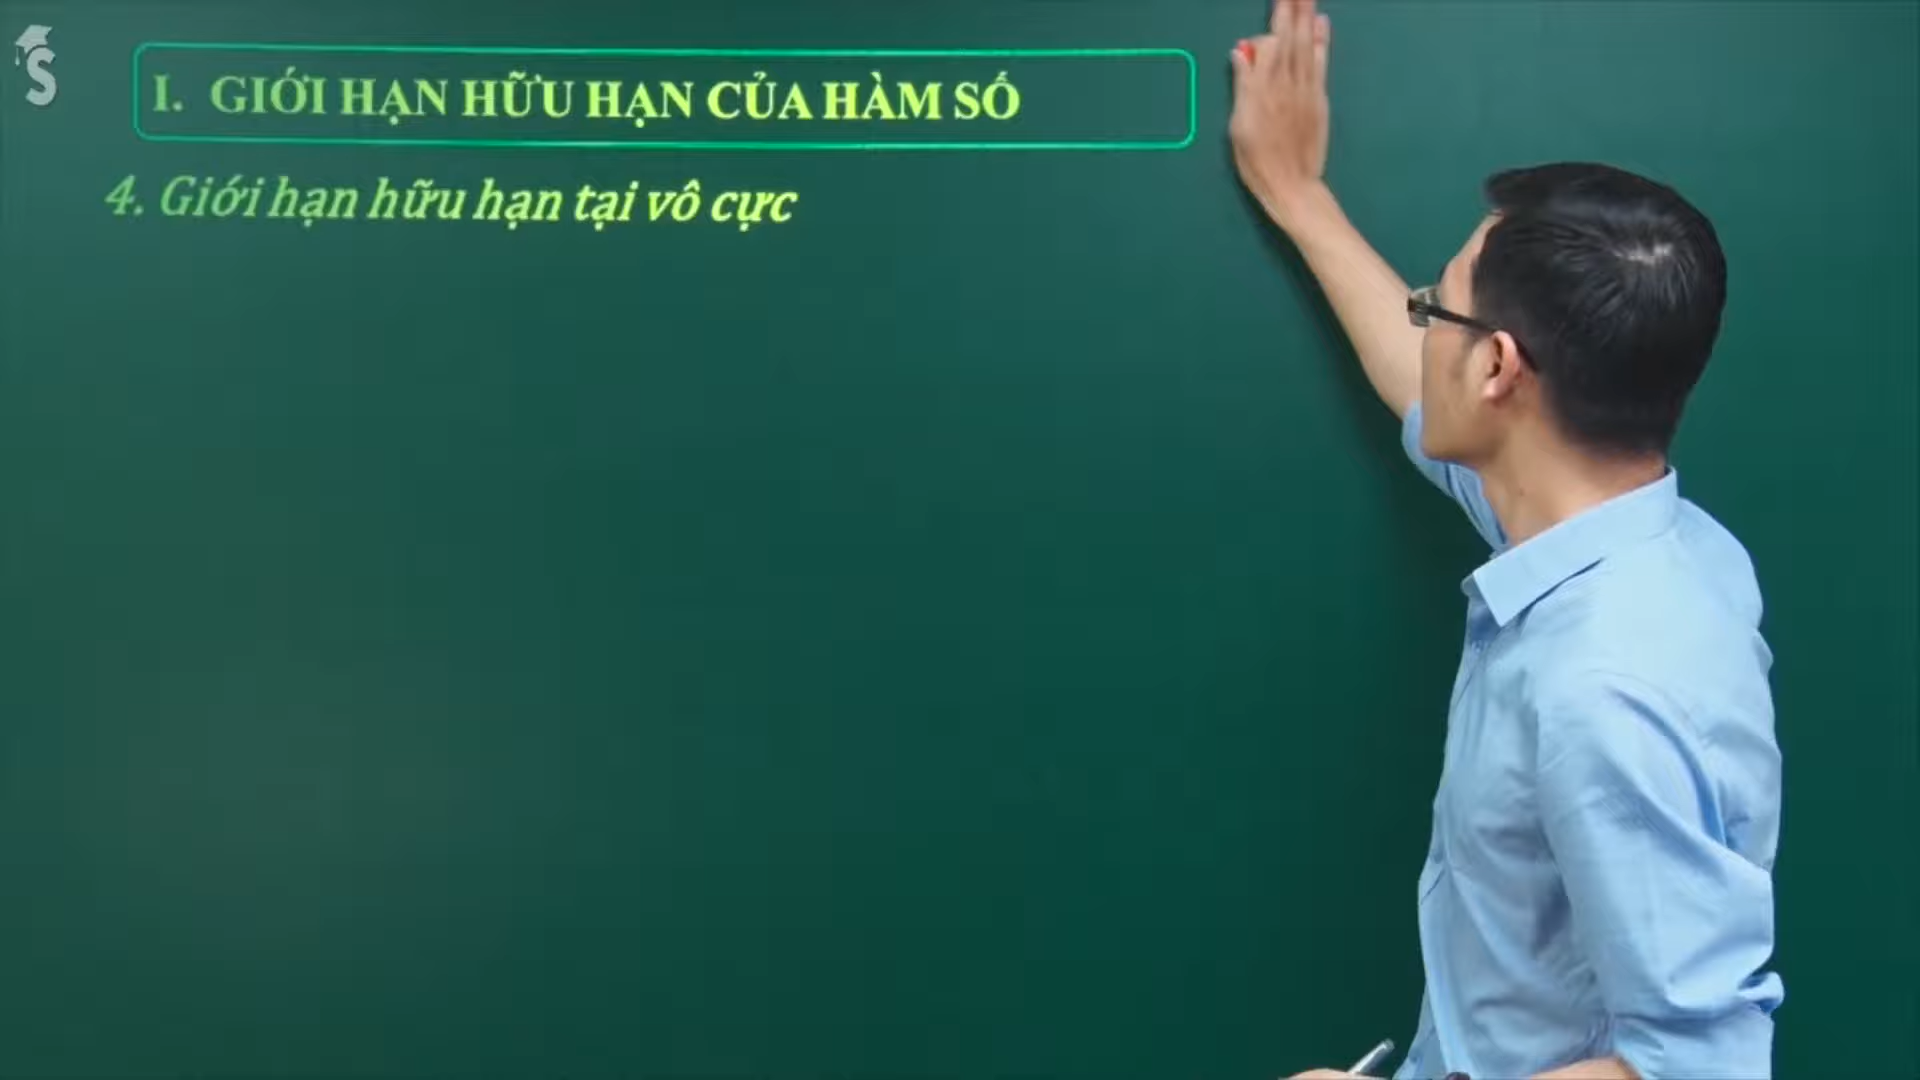 S
I. GIỚI HẠN HỮU HẠN CỦA HÀM SỐ
4. Giới hạn hữu hạn tại vô cực